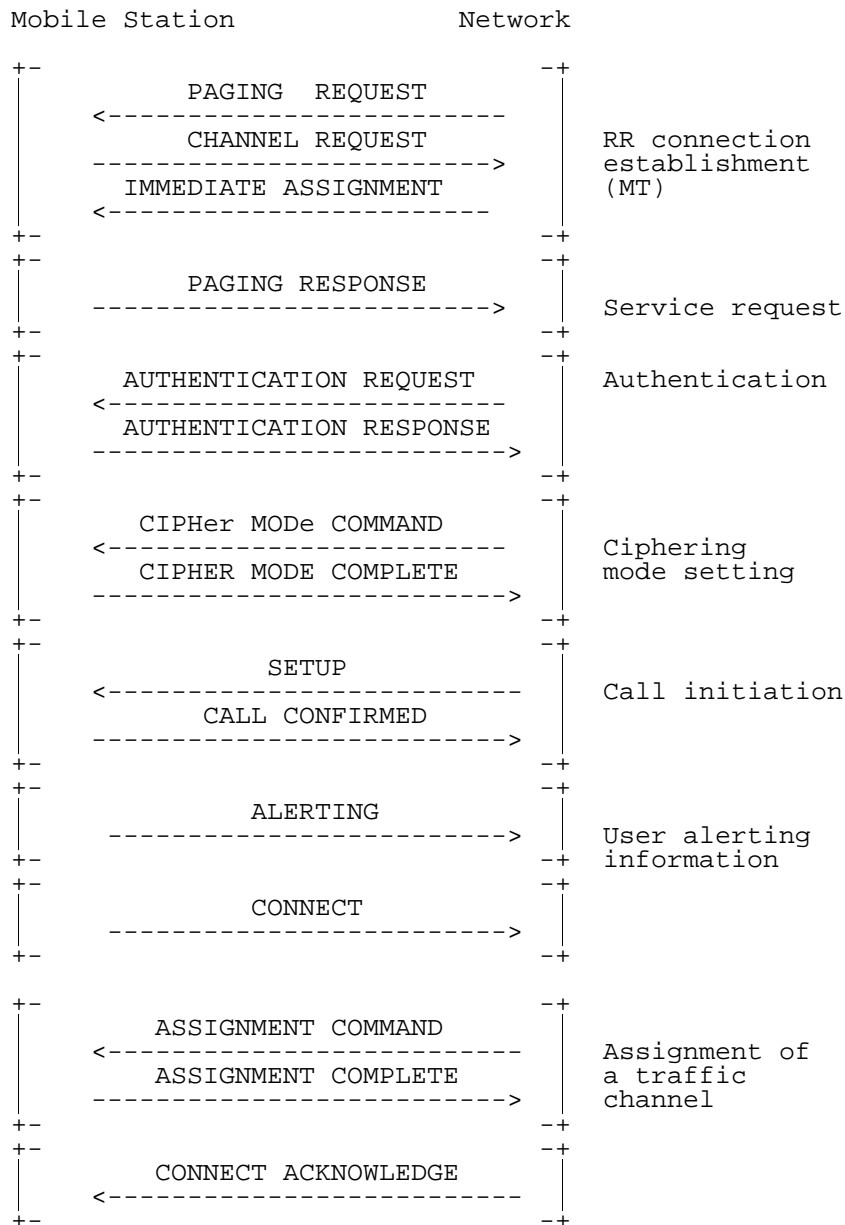 Mobile Station Network
PAGING REQUEST
CHANNEL REQUEST
RR connection
establishment
IMMEDIATE ASSIGNMENT
(MT)
PAGING RESPONSE
Service request
AUTHENTICATION REQUEST
Authentication
AUTHENTICATION RESPONSE
CIPHer MODe COMMAND
Ciphering
CIPHER MODE COMPLETE
mode setting
SETUP
Call initiation
CALL CONFIRMED
ALERTING
User alerting
information
CONNECT
ASSIGNMENT COMMAND
Assignment of
ASSIGNMENT COMPLETE
a traffic
channel
CONNECT ACKNOWLEDGE